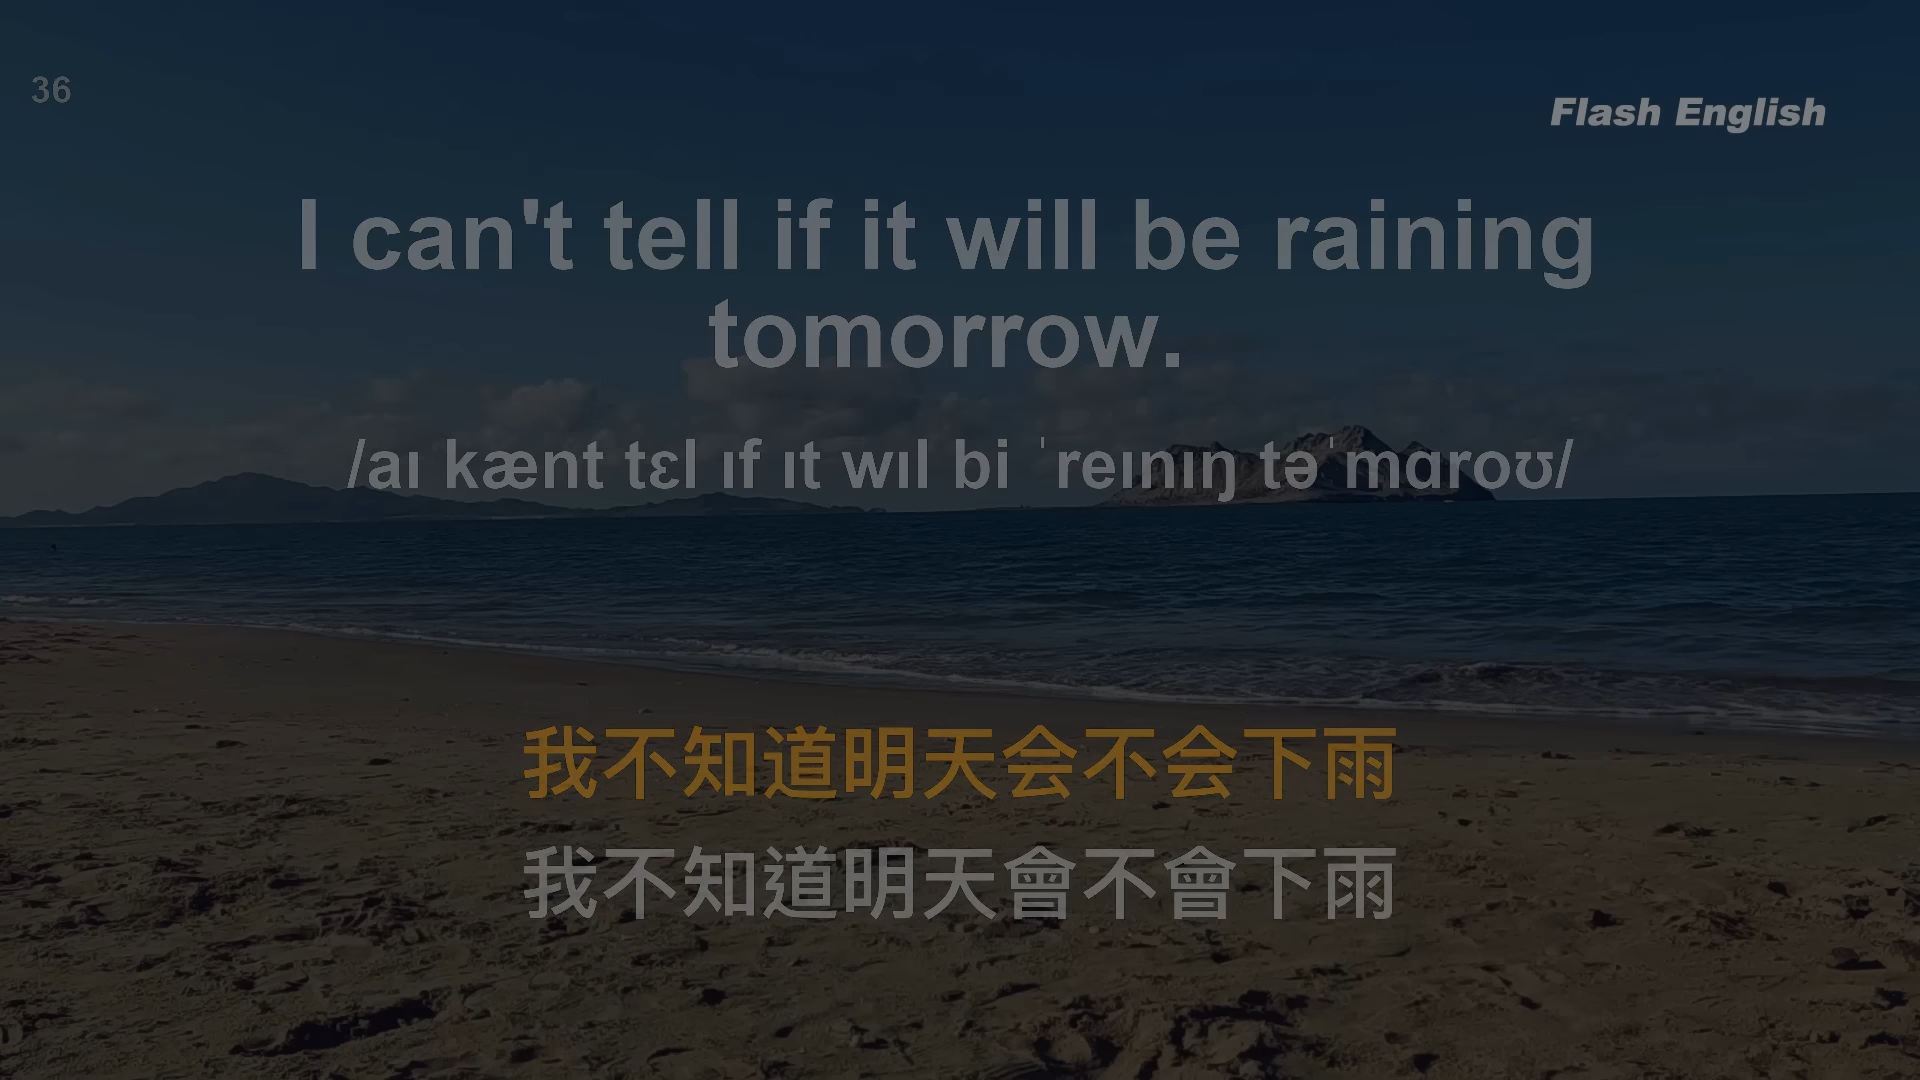 36
Flash English
I can't tell if it will be raining
tomorrow.
/aɪ kænt tɛl ɪf ɪt wɪl bi ˈreɪnɪŋ təˈmɑroʊ/
我不知道明天会不会下雨
我不知道明天會不會下雨